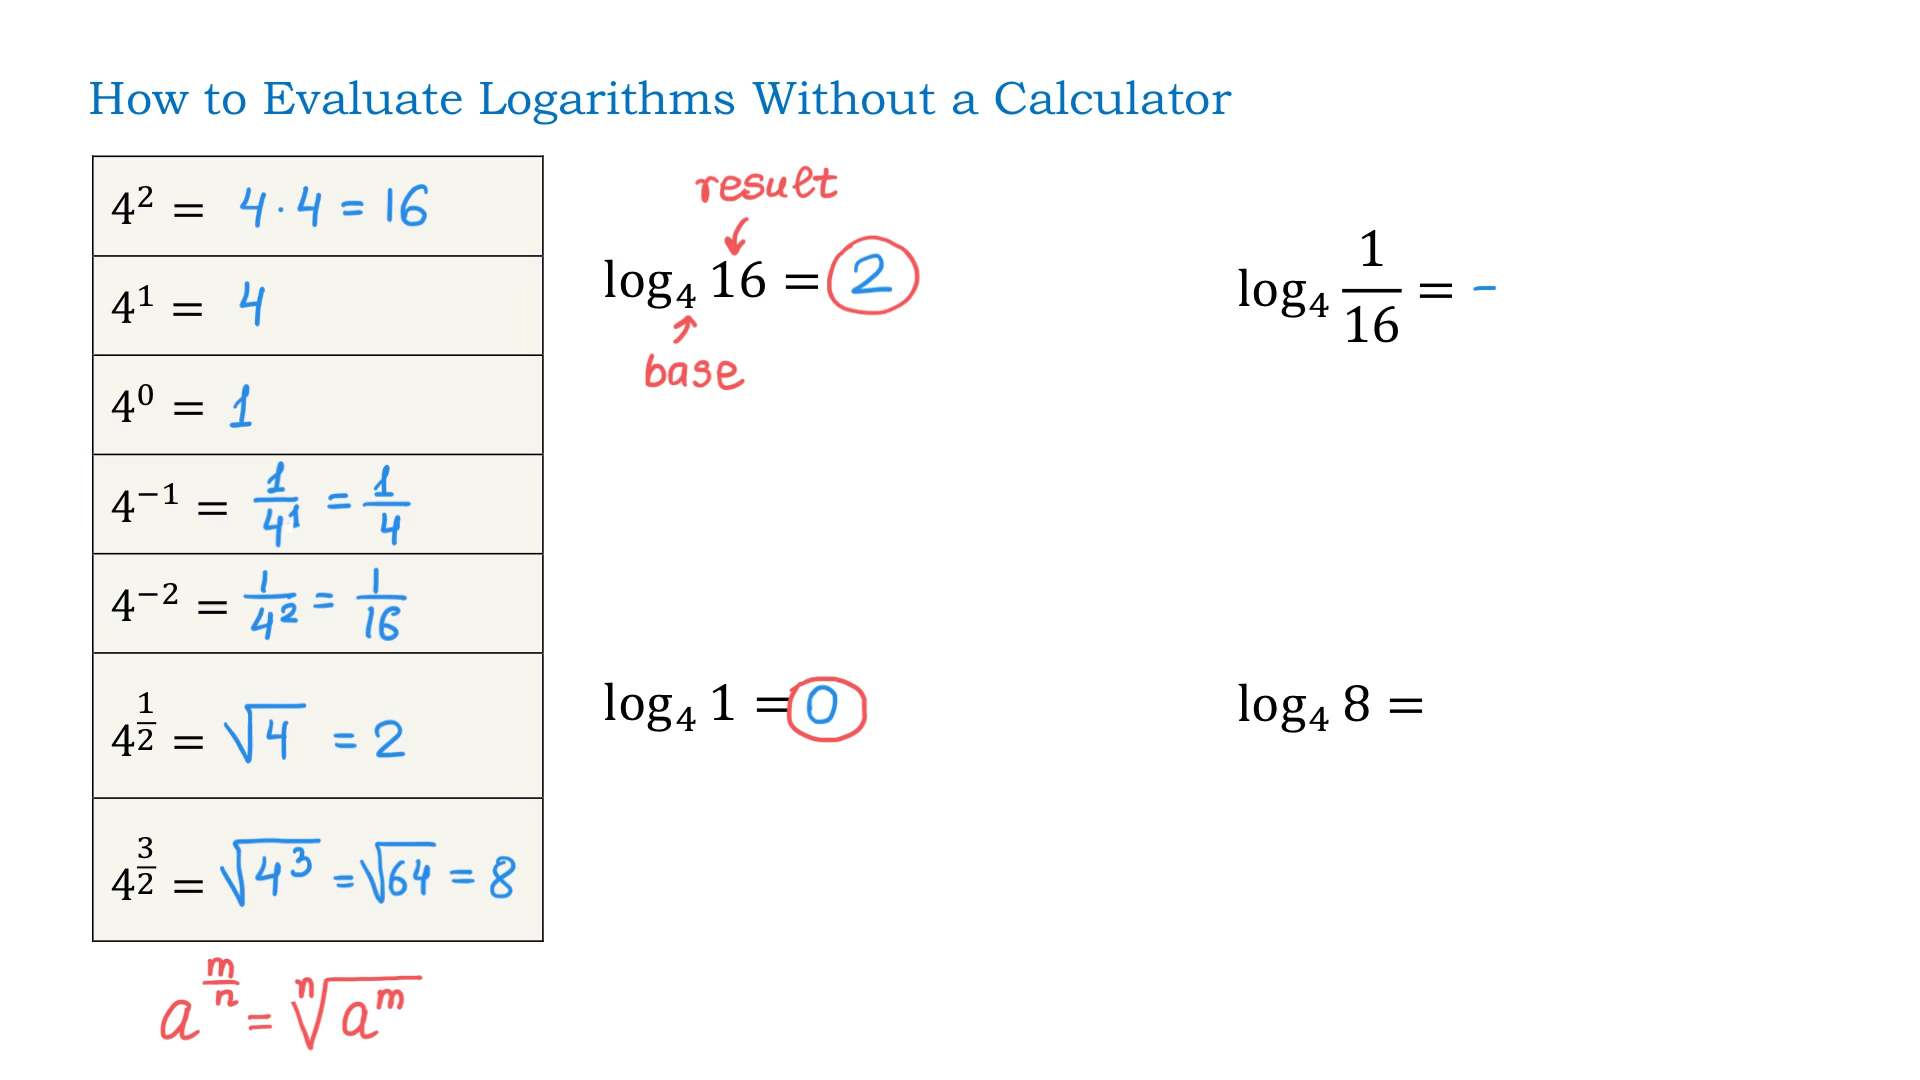 How to Evaluate Logarithms Without a Calculator
4² = 4 · 4 = 16
4¹ = 4
4⁰ = 1
4⁻¹ = 1/4¹ = 1/4
4⁻² = 1/4² = 1/16
4^(1/2) = √4 = 2
4^(3/2) = √(4³) = √64 = 8
a^(m/n) = ⁿ√(a^m)
result
log₄ 16 = 2
base
log₄ 1/16 = -
log₄ 1 = 0
log₄ 8 =